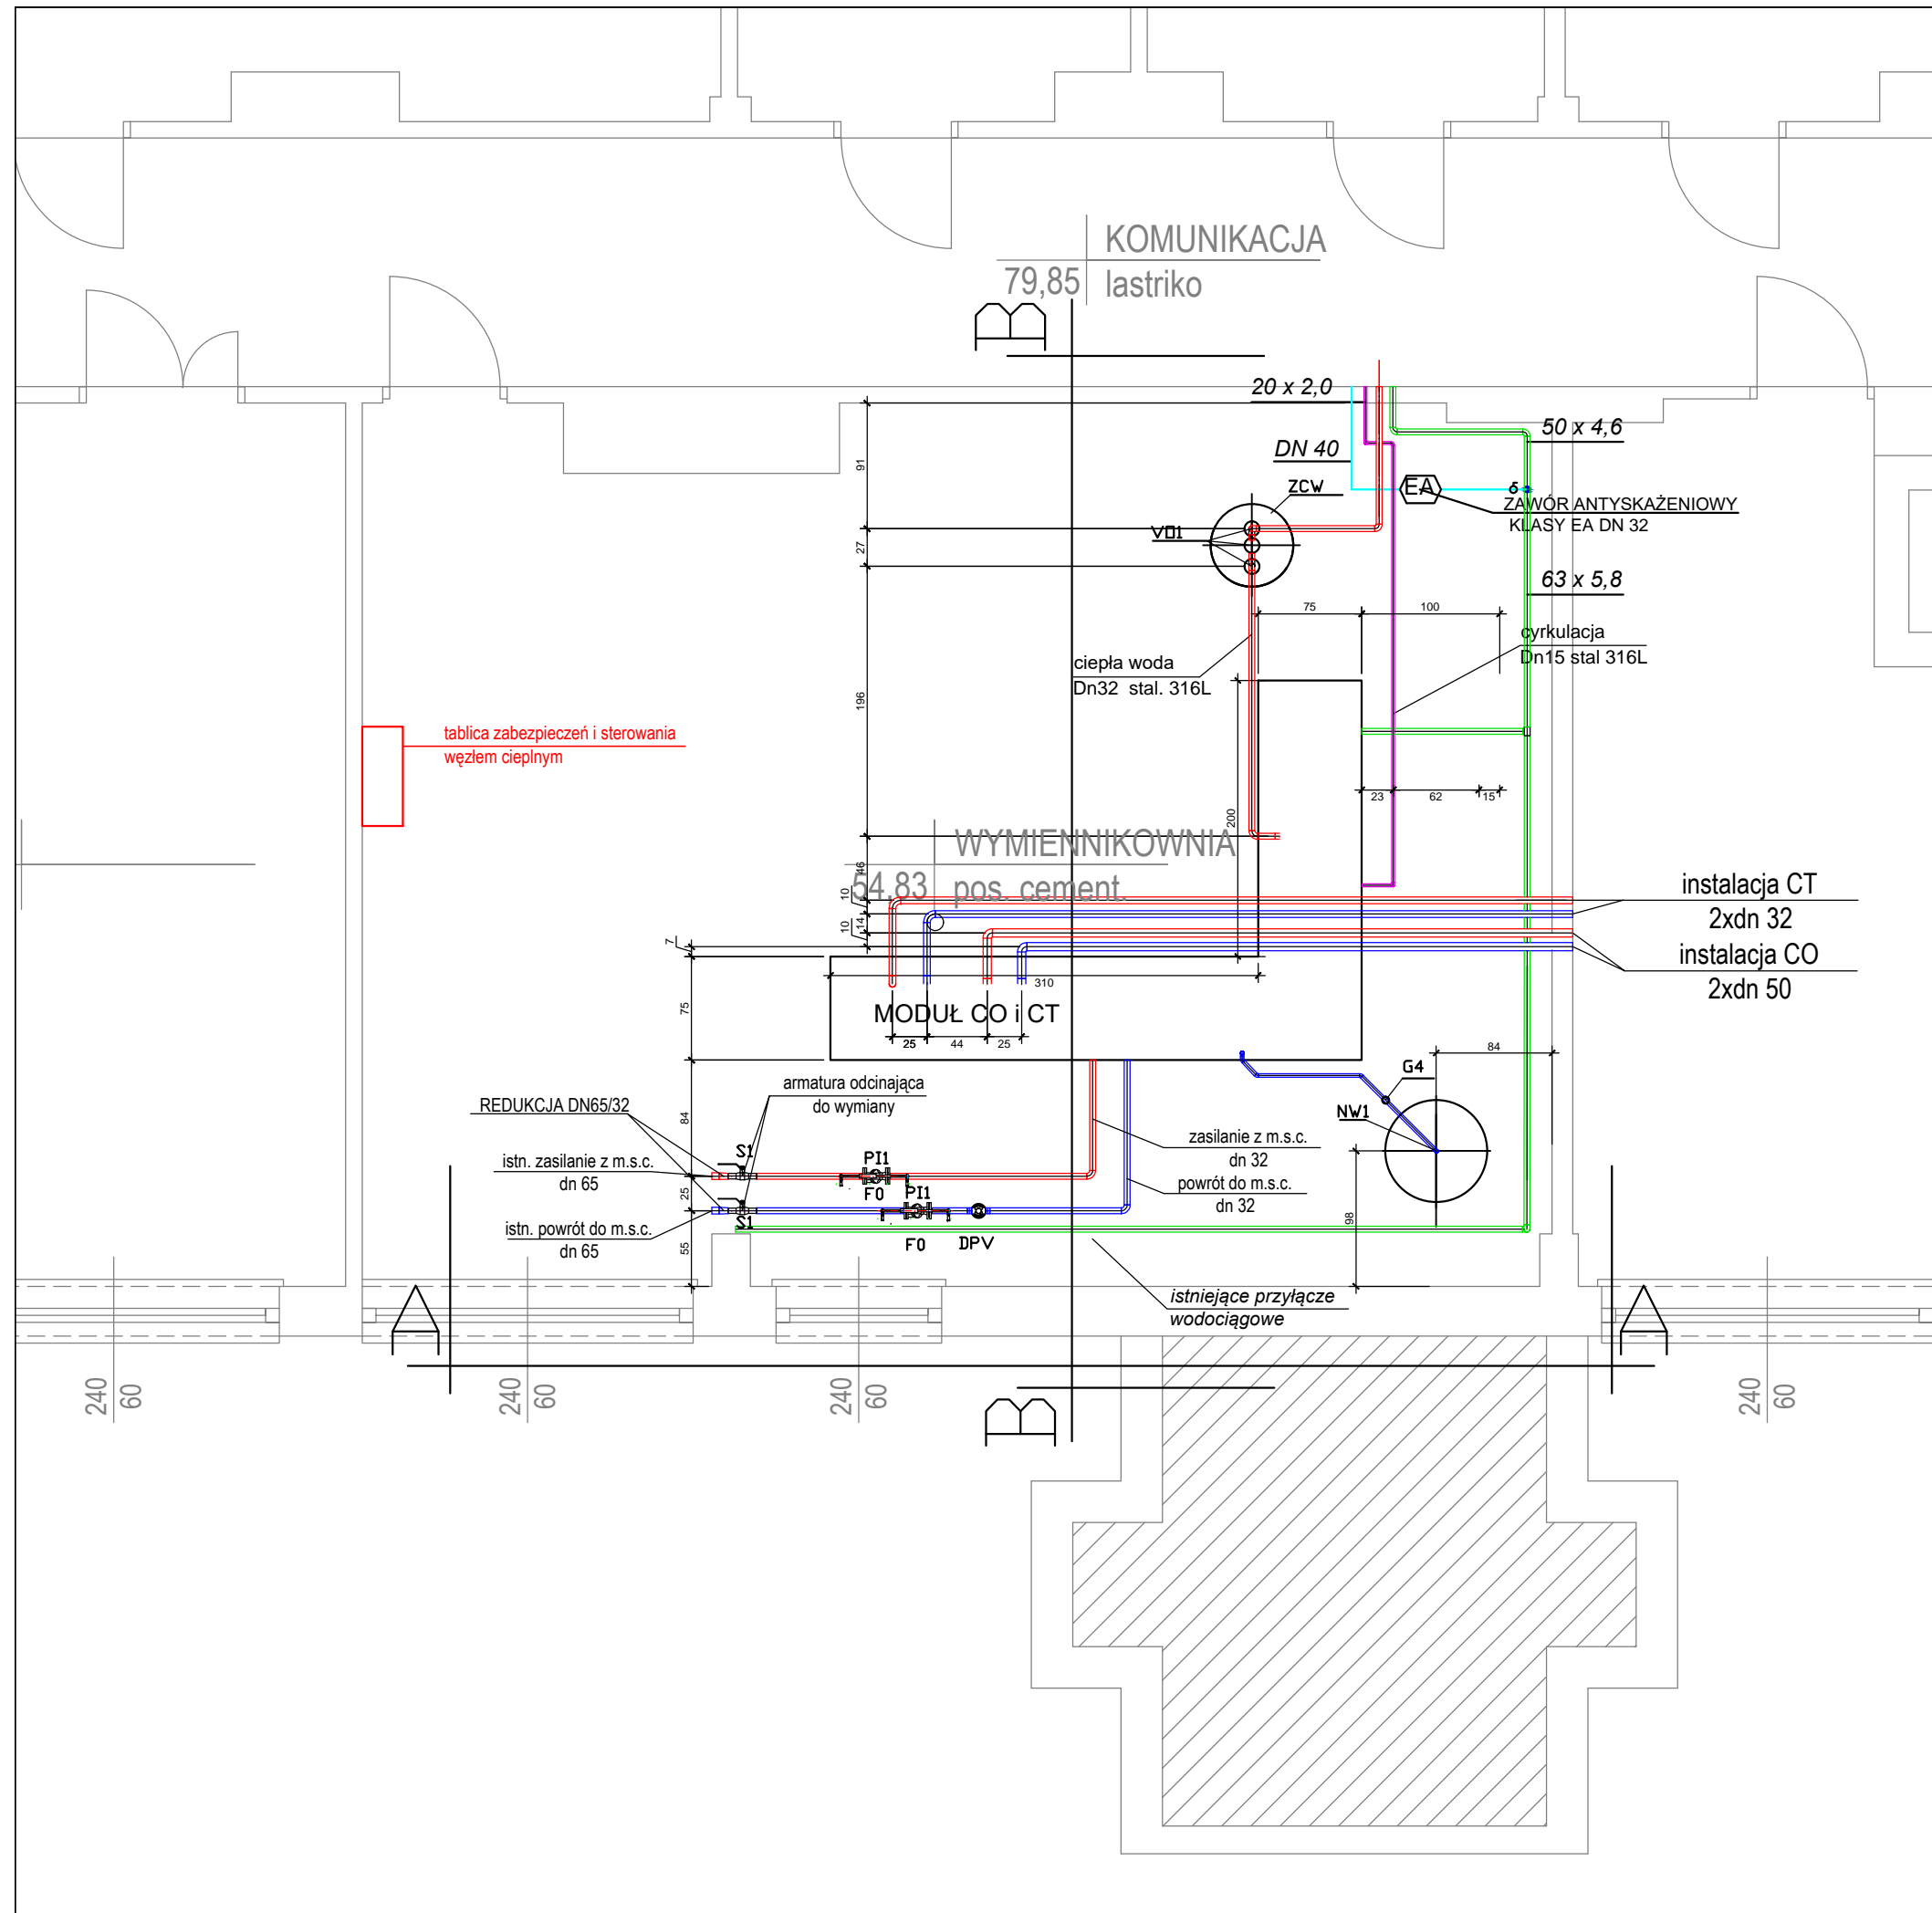 KOMUNIKACJA
79,85
lastriko
B
20 x 2,0
50 x 4,6
DN 40
91
ZCW
EA
6
ZAWÓR ANTYSKAŻENIOWY
KLASY EA DN 32
VO1
27
63 x 5,8
75
100
cyrkulacja
Dn15 stal 316L
ciepła woda
Dn32 stal. 316L
196
tablica zabezpieczeń i sterowania
węzłem cieplnym
23
62
15
200
WYMIENNIKOWNIA
54,83
pos. cement.
46
10
14
10
7
instalacja CT
2xdn 32
instalacja CO
2xdn 50
310
75
MODUŁ CO i CT
25
44
25
84
G4
armatura odcinająca
do wymiany
REDUKCJA DN65/32
84
NW1
zasilanie z m.s.c.
dn 32
S1
PI1
istn. zasilanie z m.s.c.
dn 65
powrót do m.s.c.
dn 32
F0
PI1
25
S1
istn. powrót do m.s.c.
dn 65
F0
DPV
55
98
istniejące przyłącze
wodociągowe
A
A
240
60
240
60
240
60
240
60
B